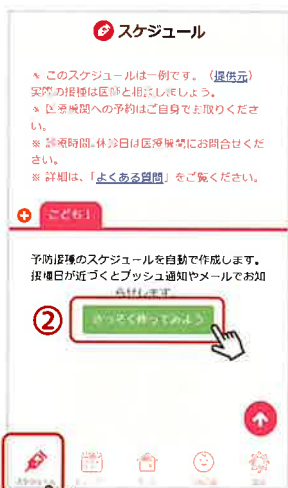 スケジュール
※ このスケジュールは一例です。（提供元）
実際の接種は医師と相談しましょう。
※ 医療機関への予約はご自身でお取りくださ
い。
※ 診療時間、休診日は医療機関にお問合せくだ
さい。
※ 詳細は、「よくある質問」をご覧ください。
こども1
予防接種のスケジュールを自動で作成します。
接種日が近づくとプッシュ通知やメールでお知
らせします。
②
さっそく作ってみよう
スケジュール